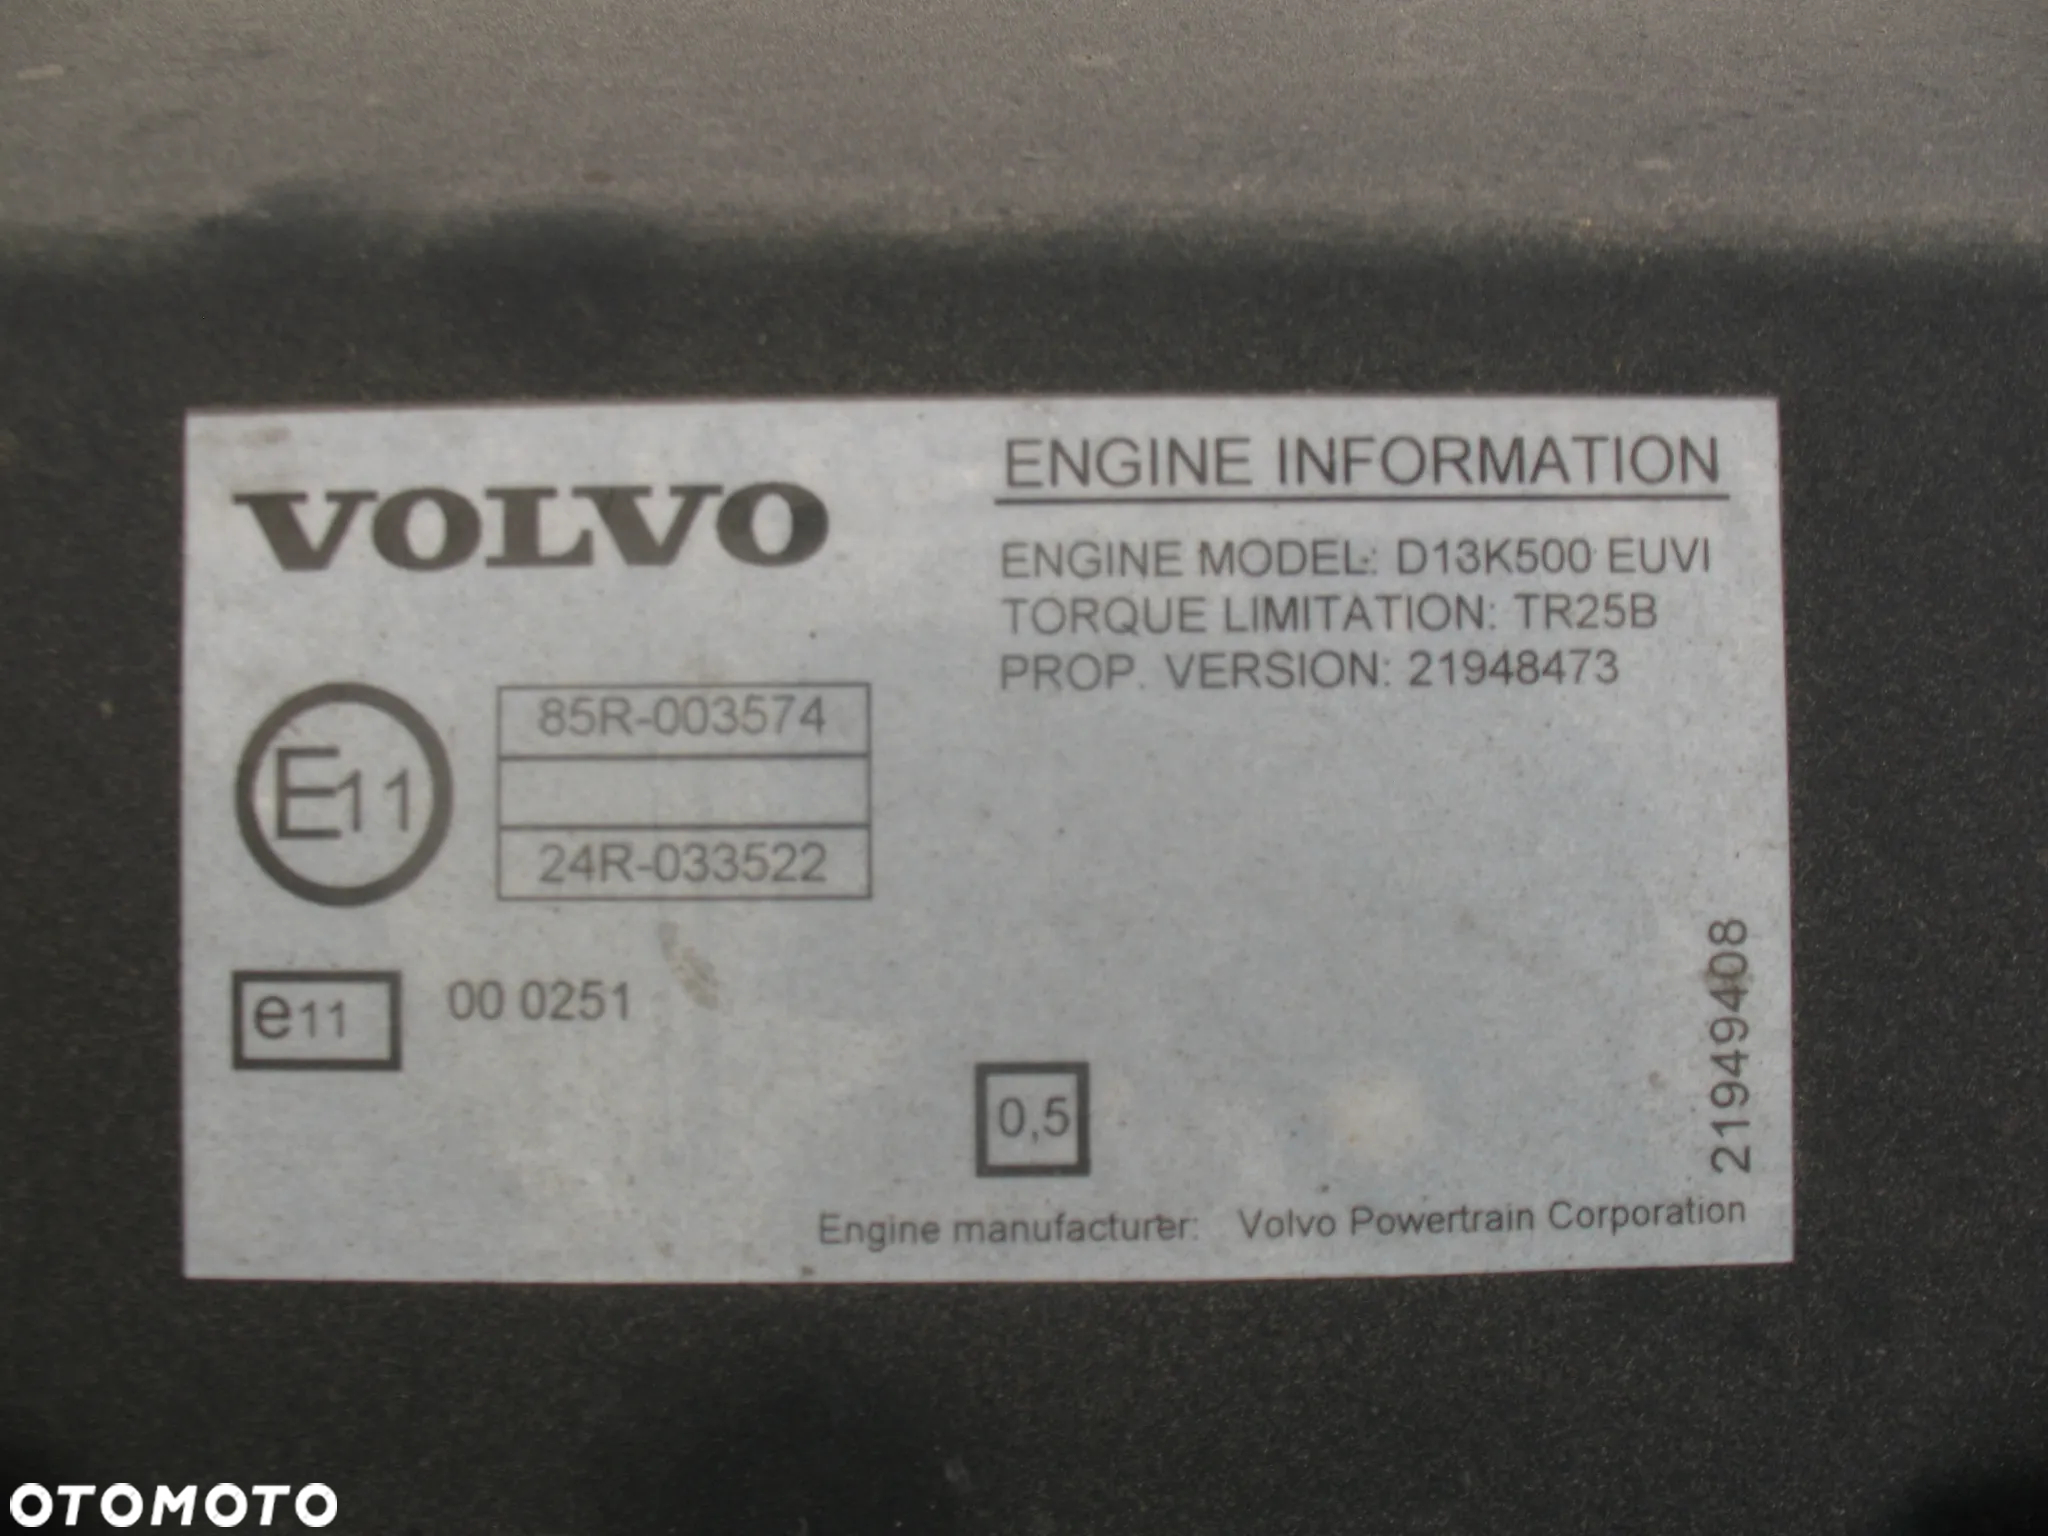 VOLVO
ENGINE INFORMATION
ENGINE MODEL: D13K500 EUVI
TORQUE LIMITATION: TR25B
PROP. VERSION: 21948473
E11
85R-003574
24R-033522
e11 00 0251
0,5
21949408
Engine manufacturer: Volvo Powertrain Corporation
OTOMOTO